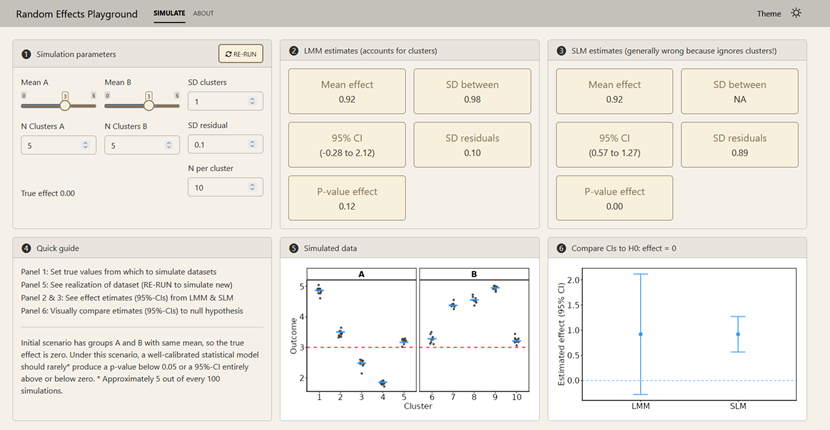 Random Effects Playground SIMULATE ABOUT Theme
1 Simulation parameters RE-RUN
Mean A Mean B SD clusters
0 3 5 0 3 5 1
N Clusters A N Clusters B SD residual
5 5 0.1
N per cluster
10
True effect 0.00
2 LMM estimates (accounts for clusters)
Mean effect SD between
0.92 0.98
95% CI SD residuals
(-0.28 to 2.12) 0.10
P-value effect
0.12
3 SLM estimates (generally wrong because ignores clusters!)
Mean effect SD between
0.92 NA
95% CI SD residuals
(0.57 to 1.27) 0.89
P-value effect
0.00
4 Quick guide
Panel 1: Set true values from which to simulate datasets
Panel 5: See realization of dataset (RE-RUN to simulate new)
Panel 2 & 3: See effect etimates (95%-CIs) from LMM & SLM
Panel 6: Visually compare etimates (95%-CIs) to null hypothesis
Initial scenario has groups A and B with same mean, so the true
effect is zero. Under this scenario, a well-calibrated statistical model
should rarely* produce a p-value below 0.05 or a 95%-CI entirely
above or below zero. * Approximately 5 out of every 100
simulations.
5 Simulated data
A B
Outcome
5
4
3
2
1 2 3 4 5 6 7 8 9 10
Cluster
6 Compare CIs to H0: effect = 0
Estimated effect (95% CI)
2.0
1.5
1.0
0.5
0.0
LMM SLM